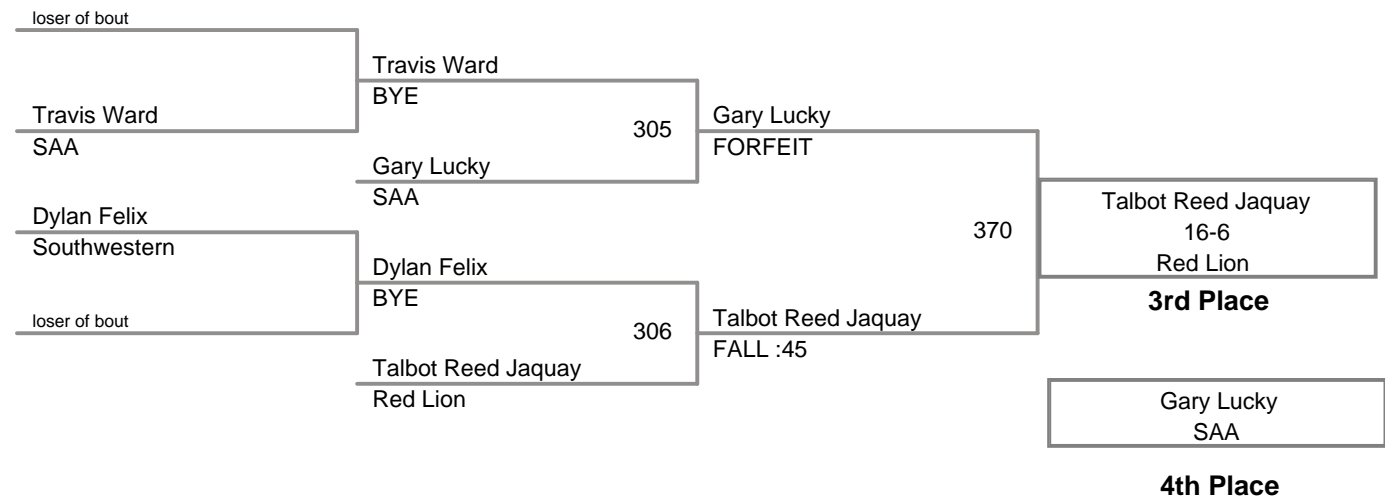 loser of bout
Travis Ward
SAA
Dylan Felix
Southwestern
loser of bout
Travis Ward
BYE
305
Gary Lucky
SAA
Dylan Felix
BYE
306
Talbot Reed Jaquay
Red Lion
Gary Lucky
FORFEIT
370
Talbot Reed Jaquay
FALL :45
Talbot Reed Jaquay
16-6
Red Lion
3rd Place
Gary Lucky
SAA
4th Place